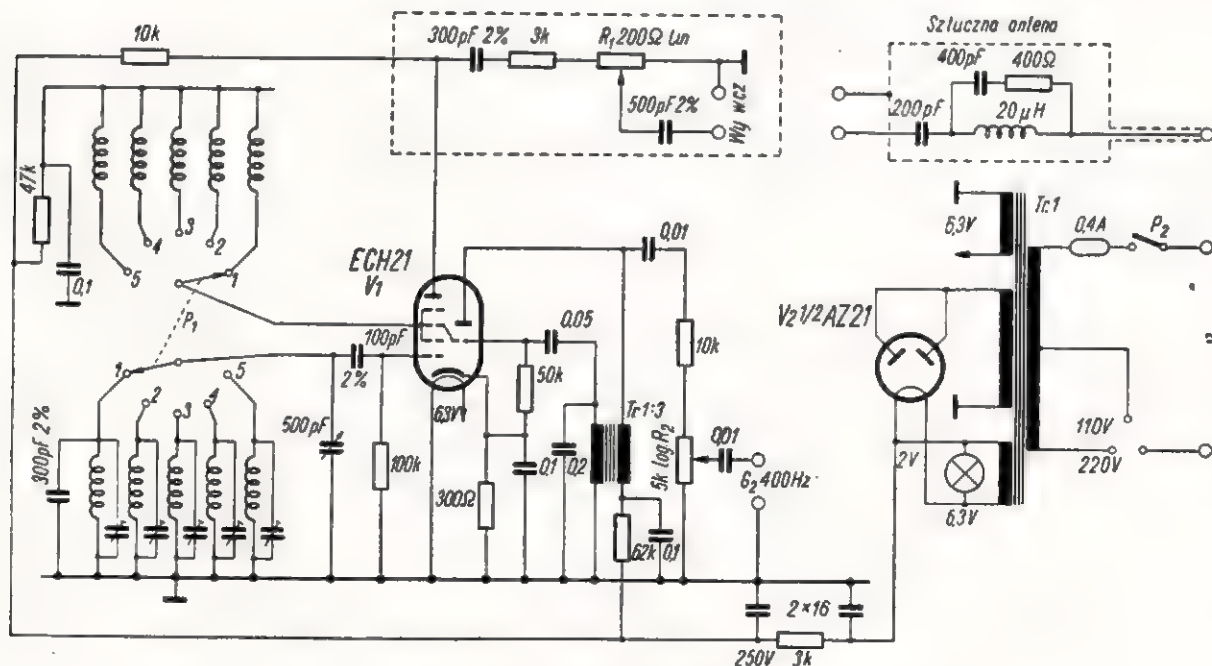 10k
300pF 2%
3k
R₁ 200Ω lin
500pF 2%
Wy wcz
Sztuczna antena
400pF
400Ω
200pF
20μH
47k
0,1
5
4
3
2
1
P₁
1
2
3
4
5
300pF 2%
500pF
100pF
2%
100k
ECH21
V₁
6,3V
300Ω
50k
0,1
0,05
0,2
Tr 1:3
0,01
10k
5k log R₂
0,01
G₂ 400Hz
62k
0,1
V₂ 1/2 AZ21
6,3V
Tr.1
0,4A
P₂
110V
220V
2V
6,3V
2×16
250V
3k